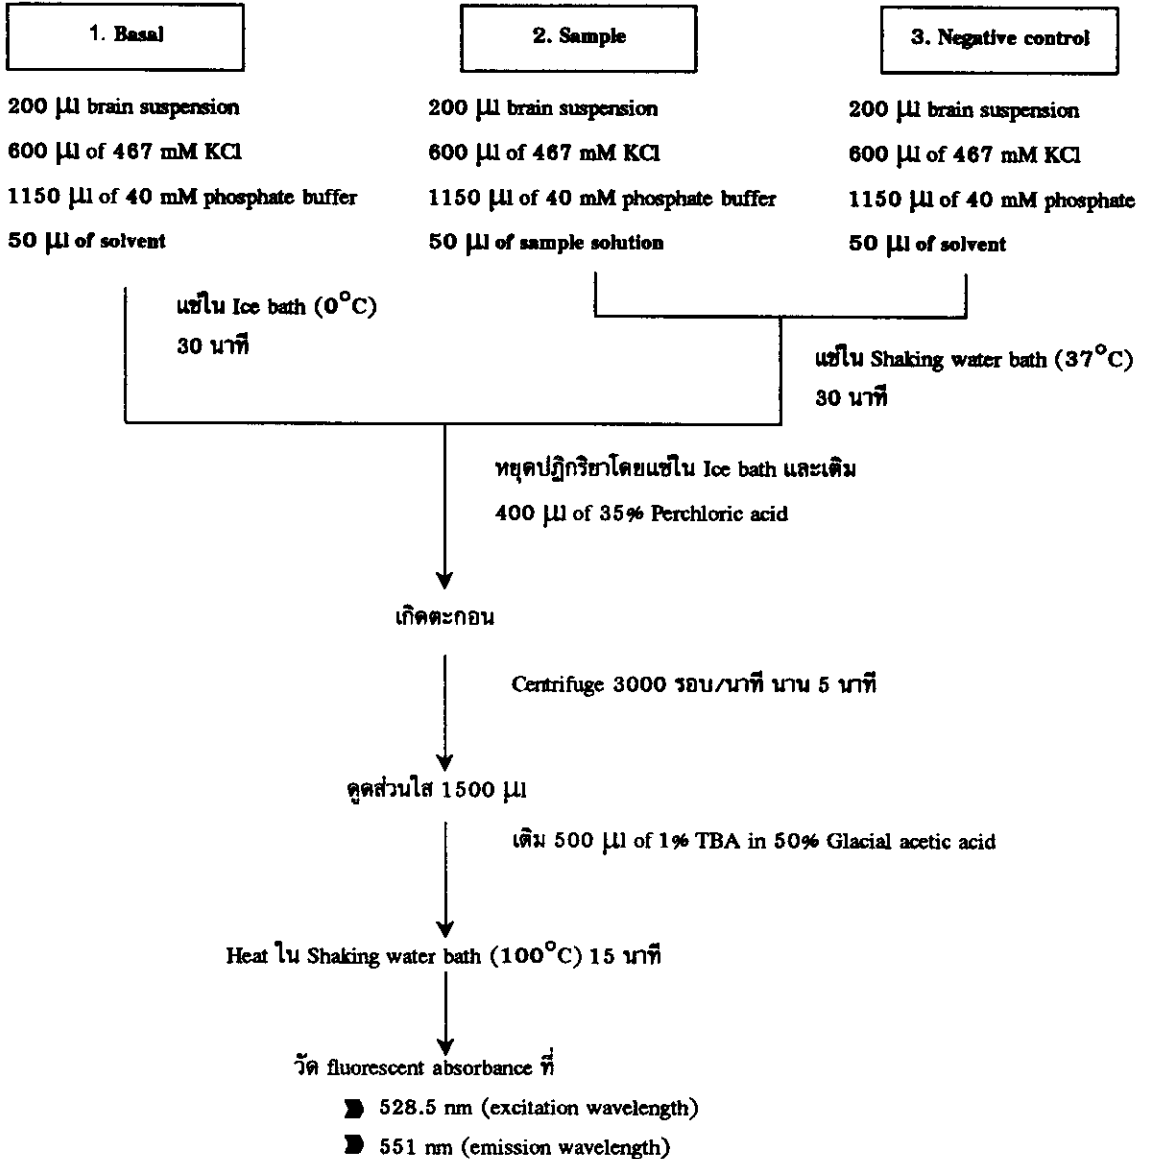 1. Basal
2. Sample
3. Negative control
200 µl brain suspension
600 µl of 467 mM KCl
1150 µl of 40 mM phosphate buffer
50 µl of solvent
200 µl brain suspension
600 µl of 467 mM KCl
1150 µl of 40 mM phosphate buffer
50 µl of sample solution
200 µl brain suspension
600 µl of 467 mM KCl
1150 µl of 40 mM phosphate
50 µl of solvent
แช่ใน Ice bath (0°C)
30 นาที
แช่ใน Shaking water bath (37°C)
30 นาที
หยุดปฏิกริยาโดยแช่ใน Ice bath และเติม
400 µl of 35% Perchloric acid
เกิดตะกอน
Centrifuge 3000 รอบ/นาที นาน 5 นาที
ดูดส่วนใส 1500 µl
เติม 500 µl of 1% TBA in 50% Glacial acetic acid
Heat ใน Shaking water bath (100°C) 15 นาที
วัด fluorescent absorbance ที่
528.5 nm (excitation wavelength)
551 nm (emission wavelength)